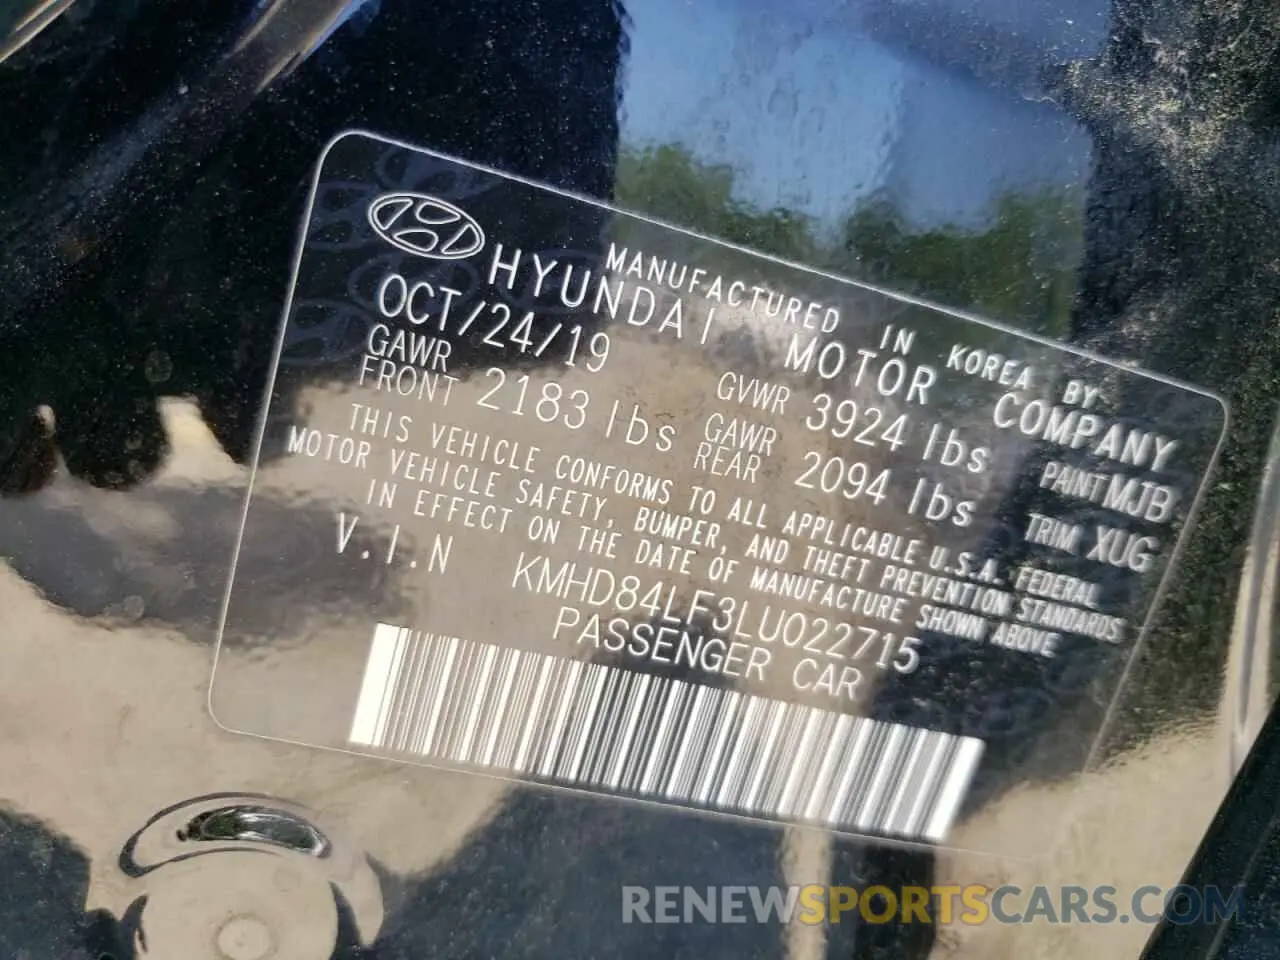 MANUFACTURED IN KOREA BY
HYUNDAI MOTOR COMPANY
OCT/24/19 GVWR 3924 lbs PAINT MJB
GAWR FRONT 2183 lbs GAWR REAR 2094 lbs TRIM XUG
THIS VEHICLE CONFORMS TO ALL APPLICABLE U.S.A. FEDERAL
MOTOR VEHICLE SAFETY, BUMPER, AND THEFT PREVENTION STANDARDS
IN EFFECT ON THE DATE OF MANUFACTURE SHOWN ABOVE
V.I.N KMHD84LF3LU022715
PASSENGER CAR
RENEWSPORTSCARS.COM